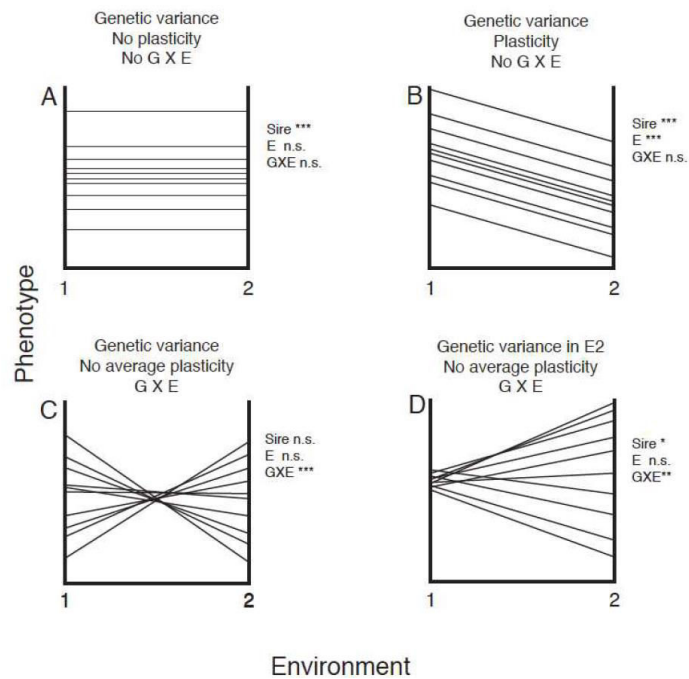 Genetic variance
No plasticity
No G X E
A
Sire ***
E n.s.
GXE n.s.
1
2
Genetic variance
Plasticity
No G X E
B
Sire ***
E ***
GXE n.s.
1
2
Phenotype
Genetic variance
No average plasticity
G X E
C
Sire n.s.
E n.s.
GXE ***
1
2
Genetic variance in E2
No average plasticity
G X E
D
Sire *
E n.s.
GXE**
1
2
Environment